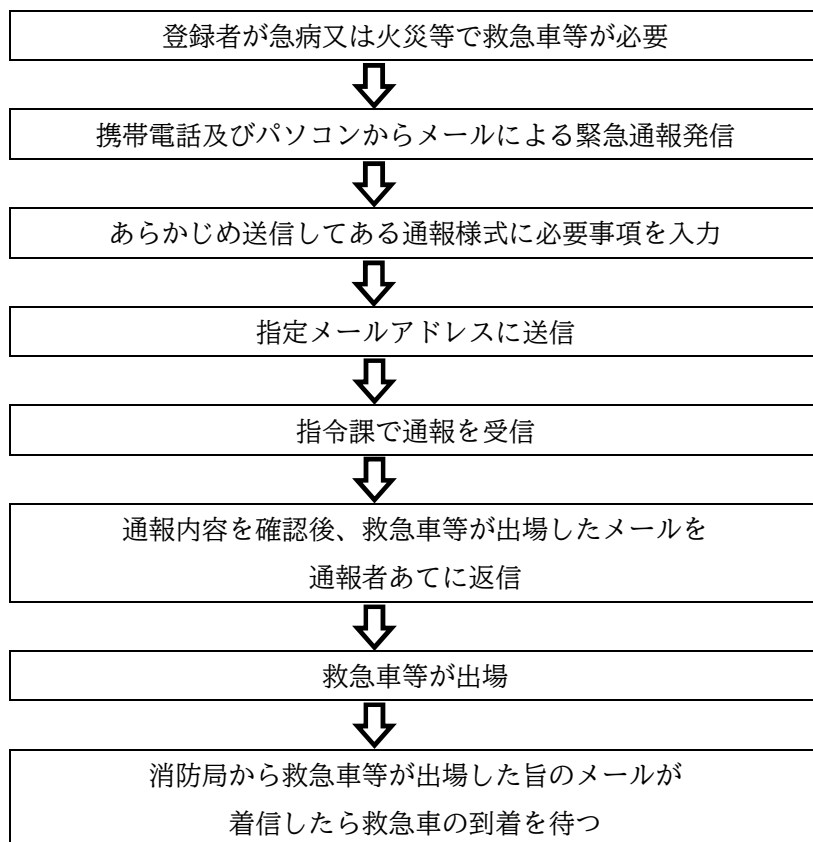 登録者が急病又は火災等で救急車等が必要
携帯電話及びパソコンからメールによる緊急通報発信
あらかじめ送信してある通報様式に必要事項を入力
指定メールアドレスに送信
指令課で通報を受信
通報内容を確認後、救急車等が出場したメールを
通報者あてに返信
救急車等が出場
消防局から救急車等が出場した旨のメールが
着信したら救急車の到着を待つ